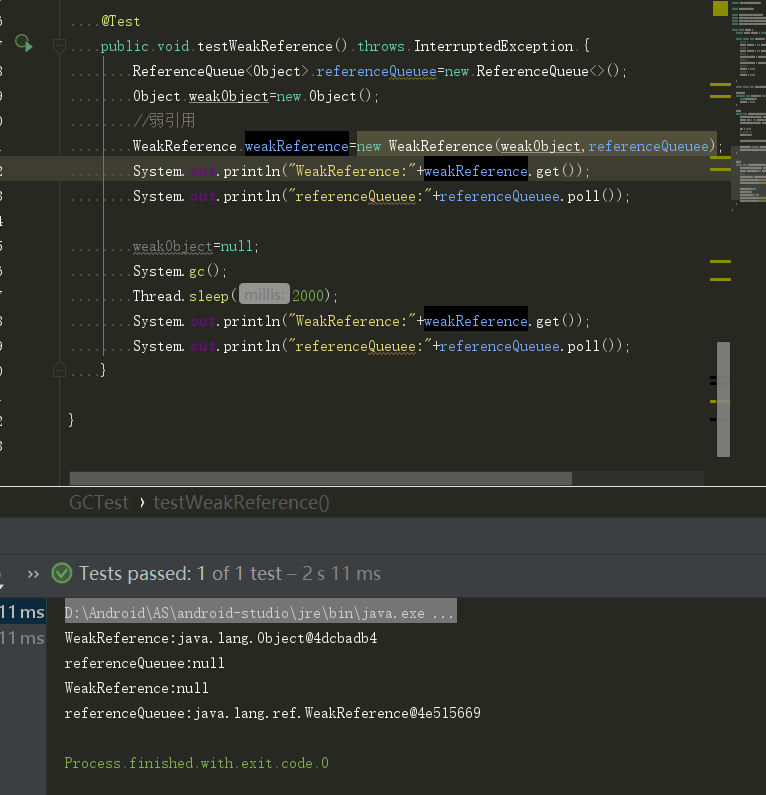 @Test
public void testWeakReference() throws InterruptedException {
ReferenceQueue<Object> referenceQueuee=new ReferenceQueue<>();
Object weakObject=new Object();
//弱引用
WeakReference weakReference=new WeakReference(weakObject,referenceQueuee);
System.out.println("WeakReference:"+weakReference.get());
System.out.println("referenceQueuee:"+referenceQueuee.poll());
weakObject=null;
System.gc();
Thread.sleep( millis: 2000);
System.out.println("WeakReference:"+weakReference.get());
System.out.println("referenceQueuee:"+referenceQueuee.poll());
}
}
GCTest › testWeakReference()
» Tests passed: 1 of 1 test – 2 s 11 ms
11 ms
D:\Android\AS\android-studio\jre\bin\java.exe ...
11 ms
WeakReference:java.lang.Object@4dcbadb4
referenceQueuee:null
WeakReference:null
referenceQueuee:java.lang.ref.WeakReference@4e515669
Process finished with exit code 0